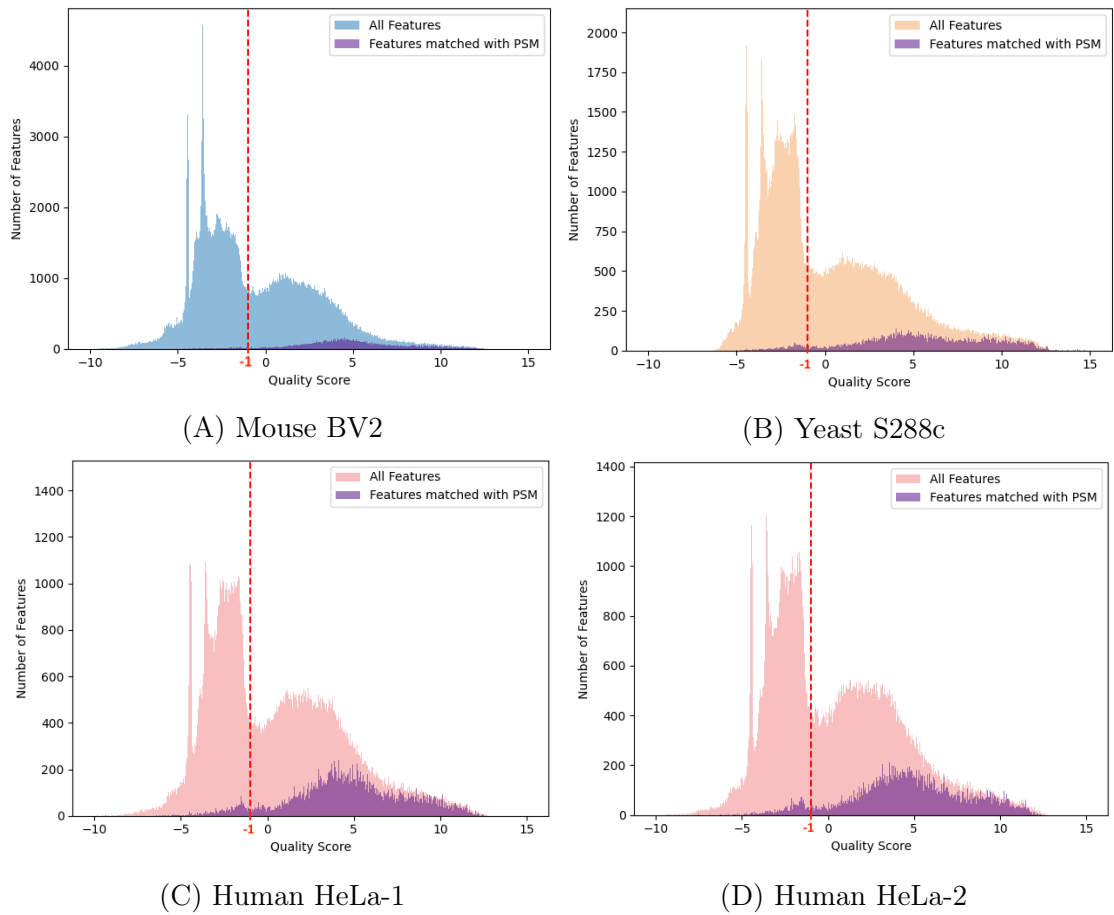 All Features
Features matched with PSM
Number of Features
4000
3000
2000
1000
0
−10
−5
-1
0
5
10
15
Quality Score
(A) Mouse BV2
All Features
Features matched with PSM
Number of Features
2000
1750
1500
1250
1000
750
500
250
0
−10
−5
-1
0
5
10
15
Quality Score
(B) Yeast S288c
All Features
Features matched with PSM
Number of Features
1400
1200
1000
800
600
400
200
0
−10
−5
-1
0
5
10
15
Quality Score
(C) Human HeLa-1
All Features
Features matched with PSM
Number of Features
1400
1200
1000
800
600
400
200
0
−10
−5
-1
0
5
10
15
Quality Score
(D) Human HeLa-2